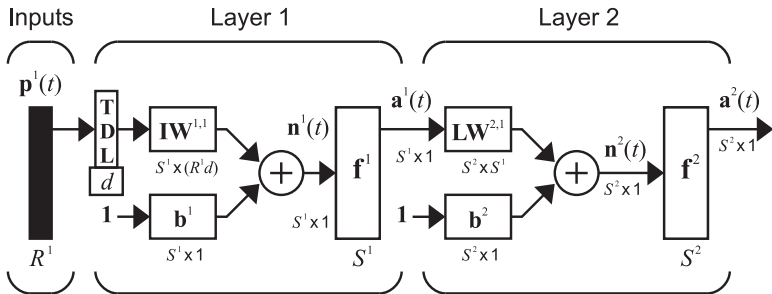 Inputs Layer 1 Layer 2
p¹(t) a¹(t) a²(t)
T
D
L
d
IW¹,¹
S¹ x (R¹d)
n¹(t)
S¹ x 1
f¹
S¹ x 1
LW²,¹
S² x S¹
n²(t)
S² x 1
f²
S² x 1
1 b¹
S¹ x 1
1 b²
S² x 1
R¹ S¹ S²